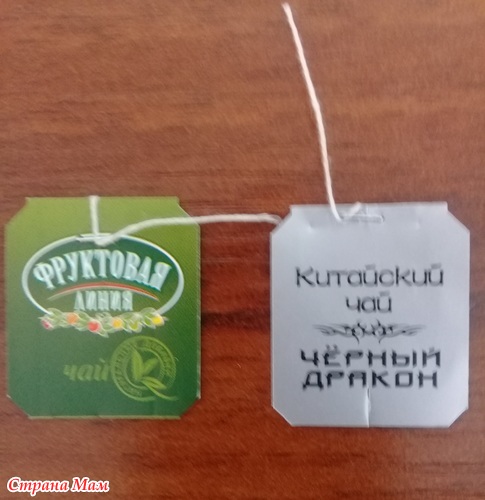 ФРУКТОВАЯ
ЛИНИЯ
чай
Китайский
чай
ЧЁРНЫЙ
ДРАКОН
Страна Мам